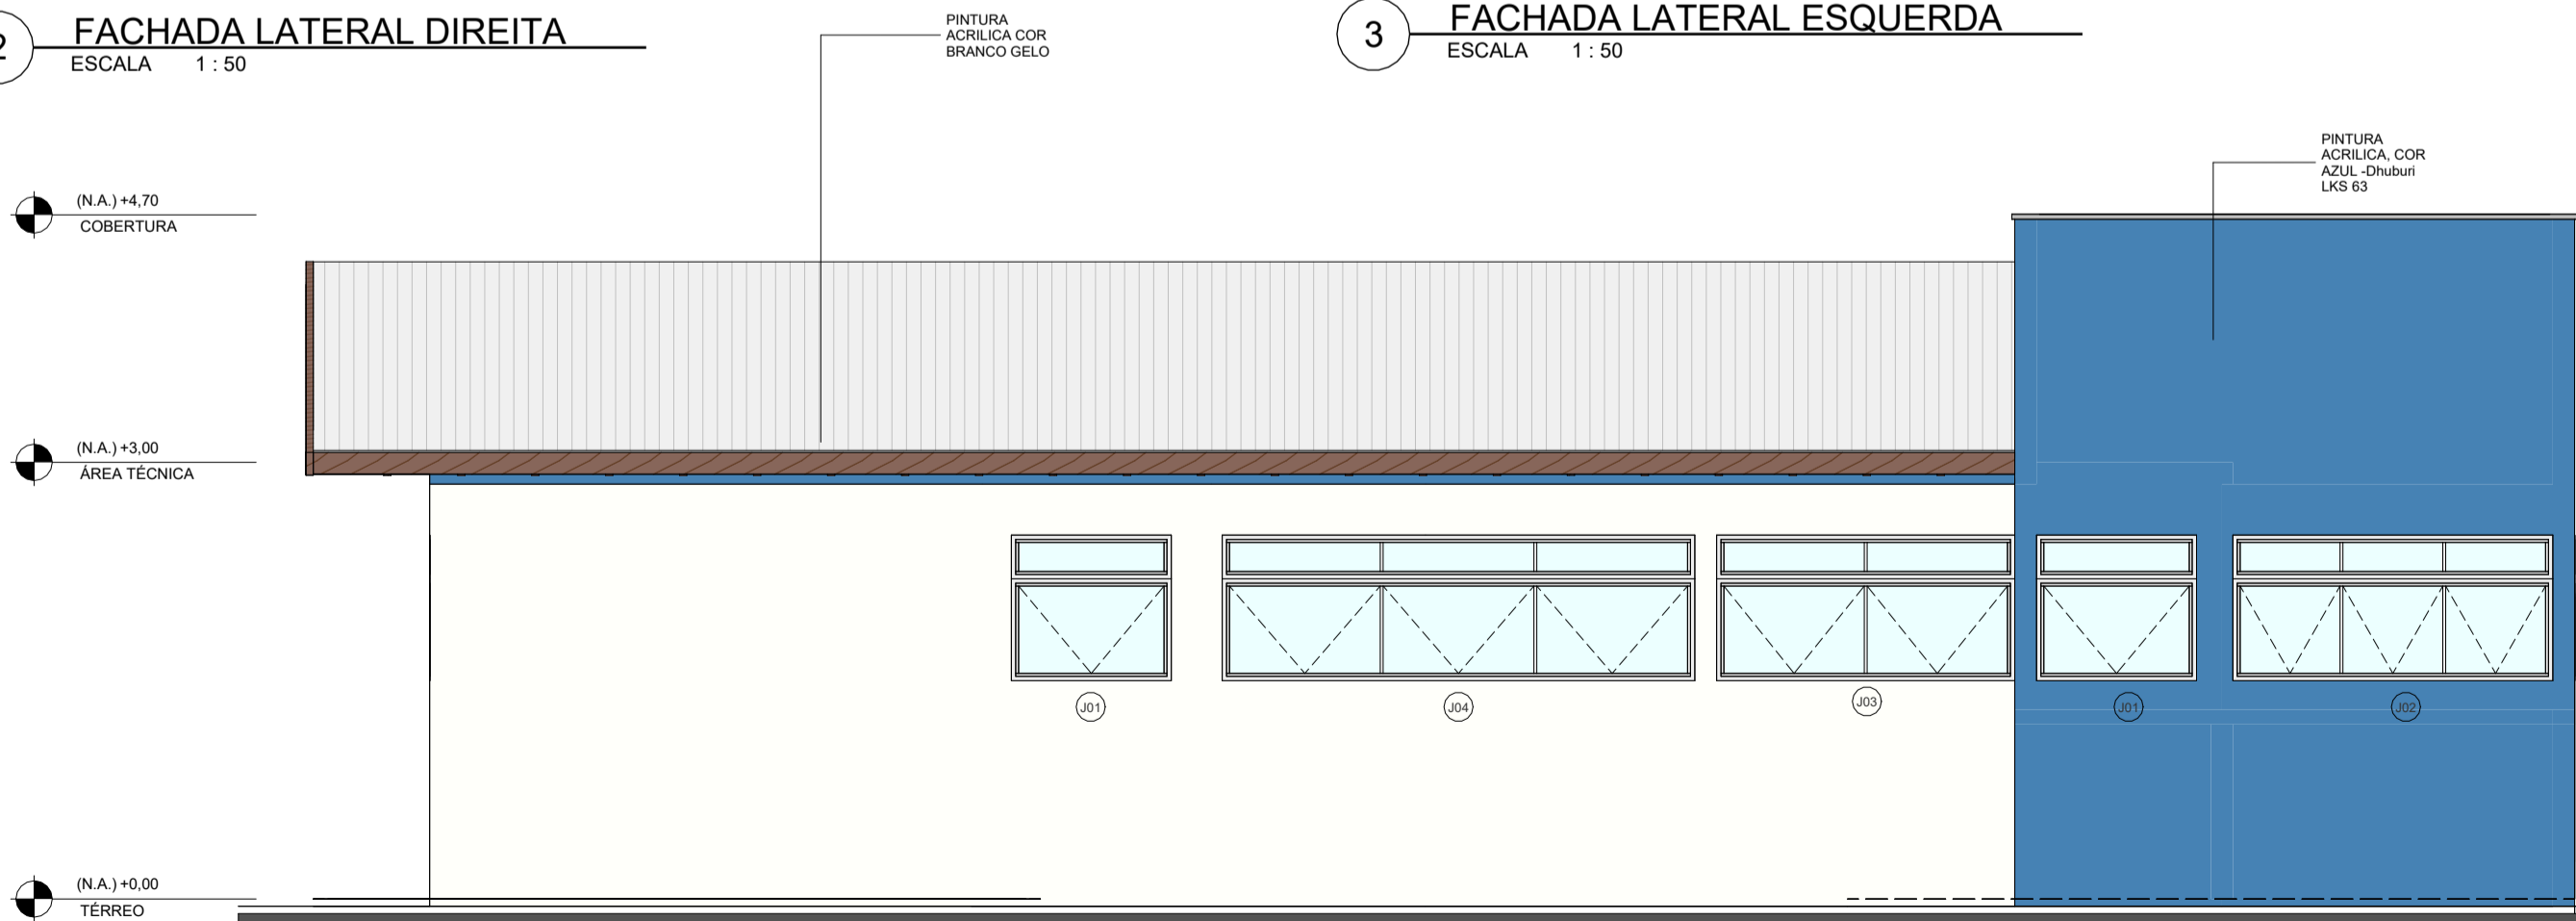 2
FACHADA LATERAL DIREITA
ESCALA 1 : 50
PINTURA
ACRILICA COR
BRANCO GELO
3
FACHADA LATERAL ESQUERDA
ESCALA 1 : 50
PINTURA
ACRILICA, COR
AZUL -Dhuburi
LKS 63
(N.A.) +4,70
COBERTURA
(N.A.) +3,00
ÁREA TÉCNICA
J01
J04
J03
J01
J02
(N.A.) +0,00
TÉRREO